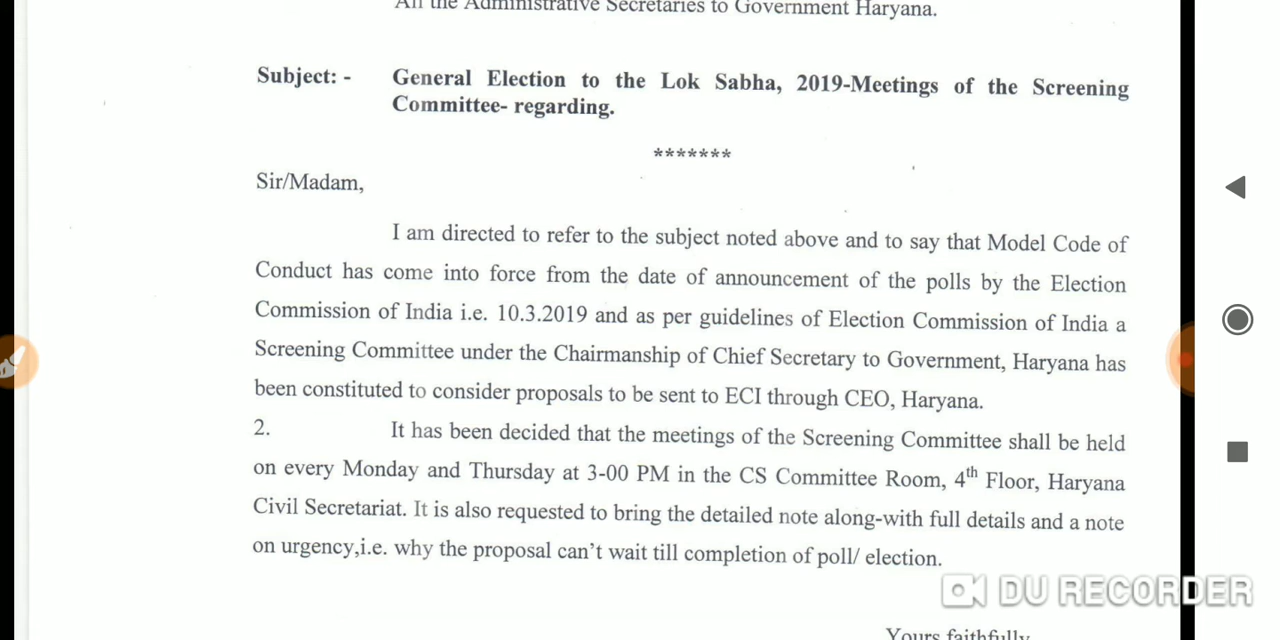 All the Administrative Secretaries to Government Haryana.
Subject: - General Election to the Lok Sabha, 2019-Meetings of the Screening
Committee- regarding.
*******
Sir/Madam,
I am directed to refer to the subject noted above and to say that Model Code of
Conduct has come into force from the date of announcement of the polls by the Election
Commission of India i.e. 10.3.2019 and as per guidelines of Election Commission of India a
Screening Committee under the Chairmanship of Chief Secretary to Government, Haryana has
been constituted to consider proposals to be sent to ECI through CEO, Haryana.
2. It has been decided that the meetings of the Screening Committee shall be held
on every Monday and Thursday at 3-00 PM in the CS Committee Room, 4th Floor, Haryana
Civil Secretariat. It is also requested to bring the detailed note along-with full details and a note
on urgency,i.e. why the proposal can't wait till completion of poll/ election.
DU RECORDER
Yours faithfully